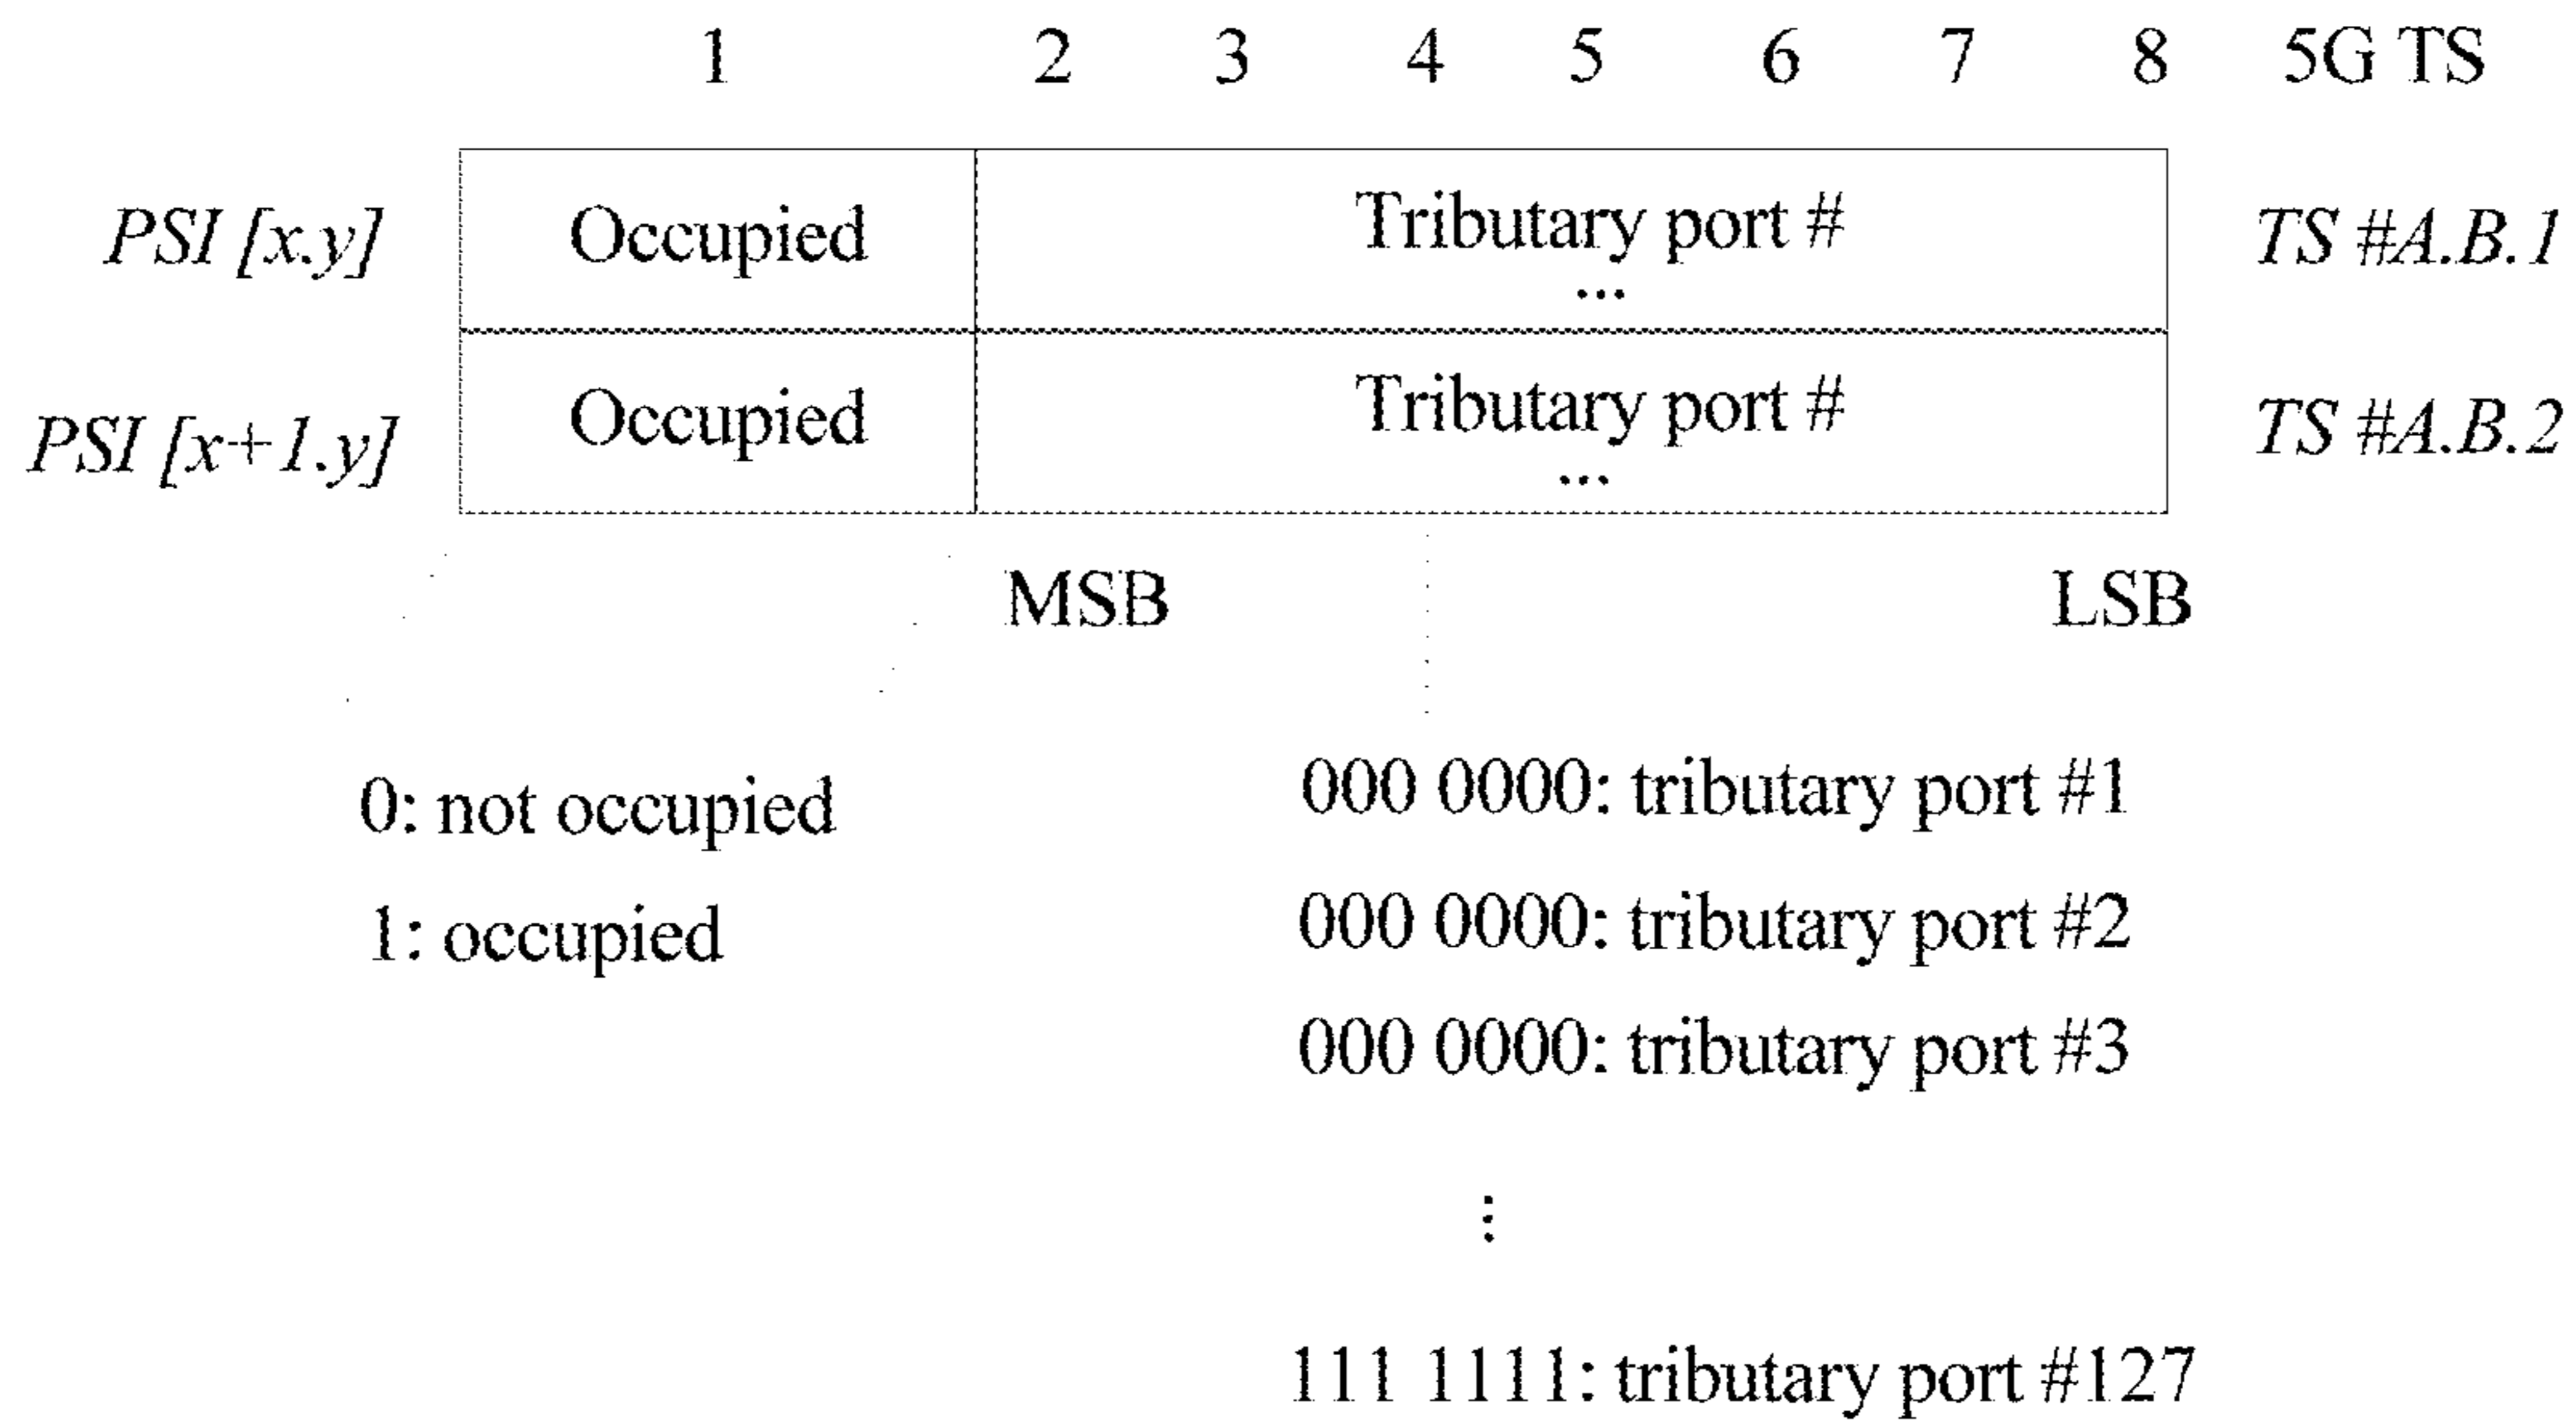 1 2 3 4 5 6 7 8 5G TS
PSI [x.y] Occupied Tributary port # TS #A.B.1
...
PSI [x+1.y] Occupied Tributary port # TS #A.B.2
...
MSB LSB
0: not occupied 000 0000: tributary port #1
1: occupied 000 0000: tributary port #2
000 0000: tributary port #3
⋮
111 1111: tributary port #127